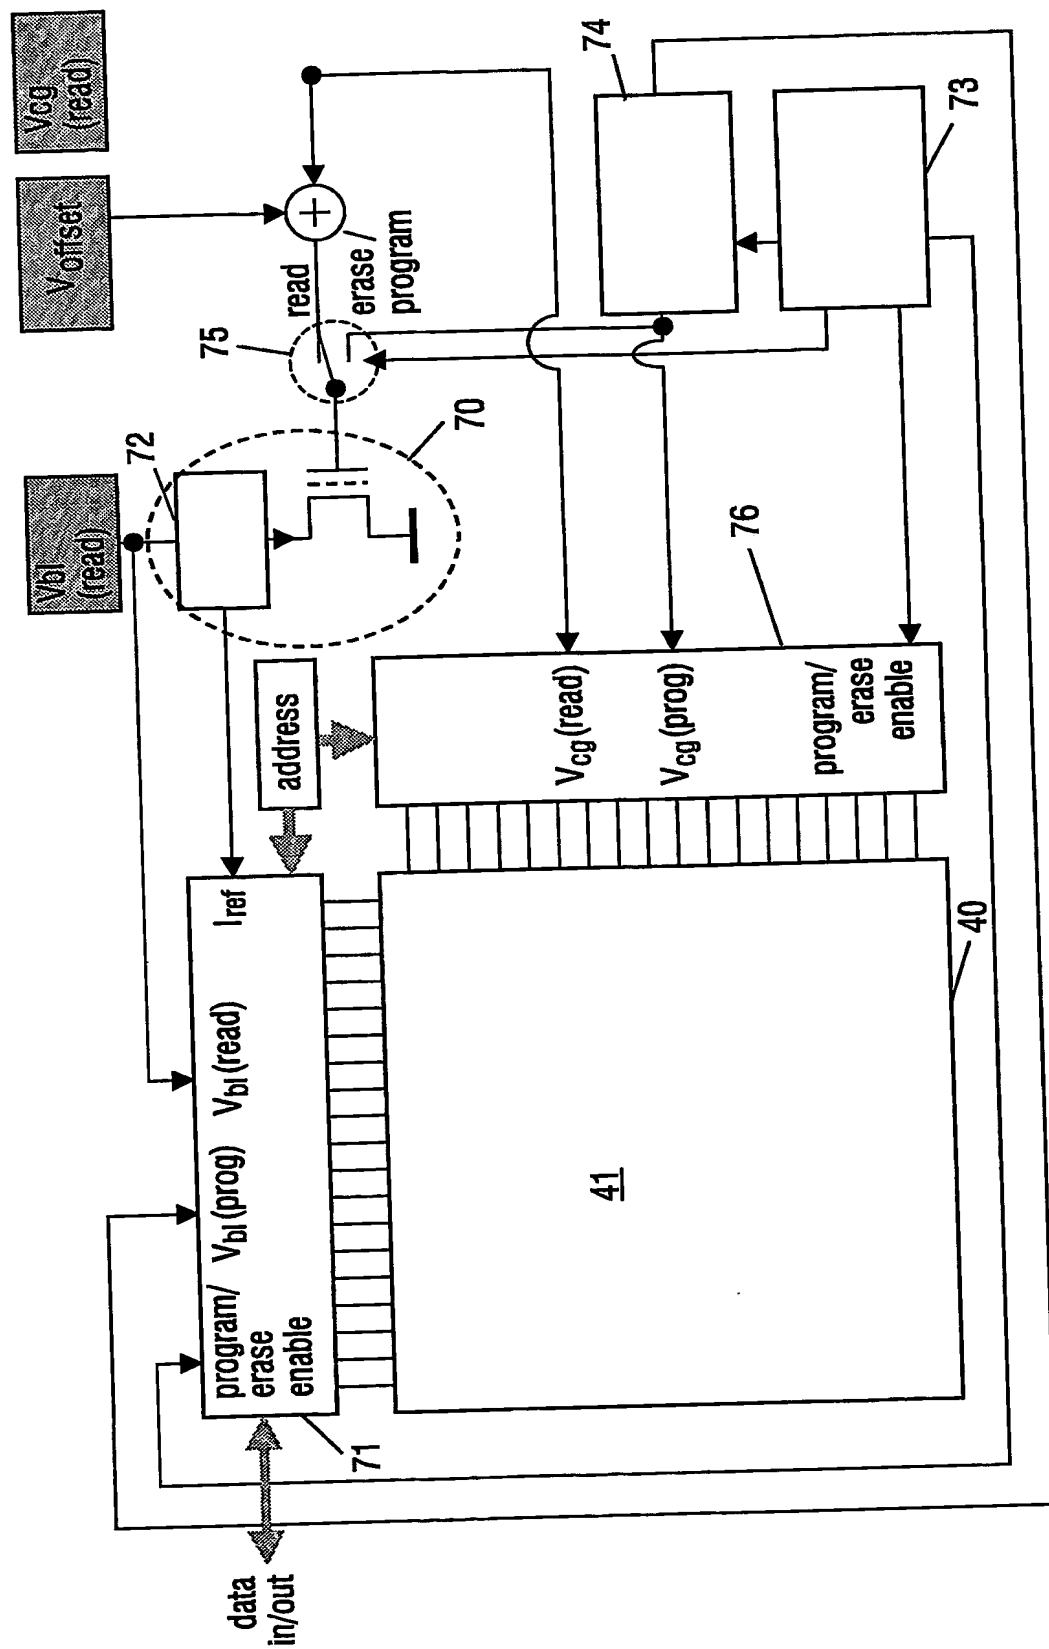 Vbl
(read)
Voffset
Vcg
(read)
72
70
75
read
erase
program
74
73
address
data
in/out
71
program/
erase
enable
Vbl(prog)
Vbl(read)
Iref
Vcg(read)
Vcg(prog)
program/
erase
enable
76
41
40